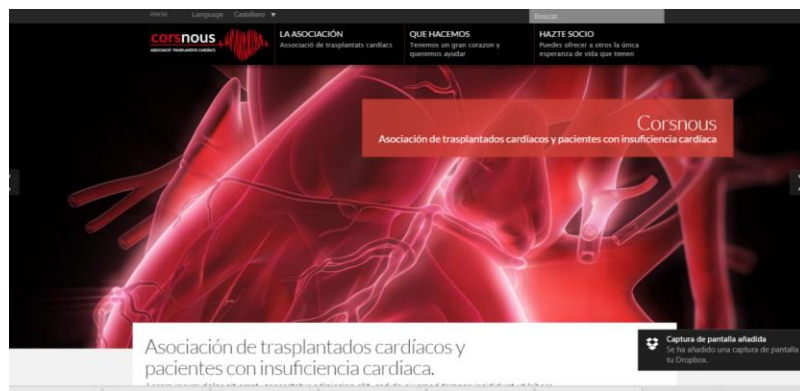 inicio Language: Castellano ▼
Buscar...
corsnous
ASSOCIACIÓ TRASPLANTAMENTS CARDÍACS
LA ASOCIACIÓN
Associació de trasplantats cardíacs
QUE HACEMOS
Tenemos un gran corazon y
queremos ayudar
HAZTE SOCIO
Puedes ofrecer a otros la única
esperanza de vida que tienen
Corsnous
Asociación de trasplantados cardíacos y pacientes con insuficiencia cardíaca
Asociación de trasplantados cardíacos y
pacientes con insuficiencia cardiaca.
Captura de pantalla añadida
Se ha añadido una captura de pantalla
tu Dropbox.